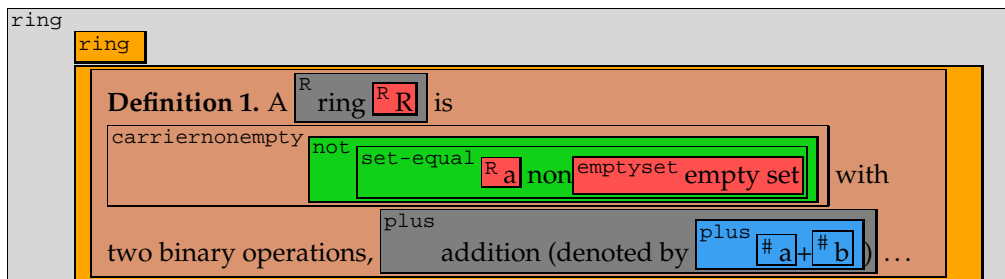 ring
ring
Definition 1. A R ring R R is
carriernonempty not set-equal R a non emptyset empty set with
two binary operations, plus addition (denoted by plus # a + # b ) ...